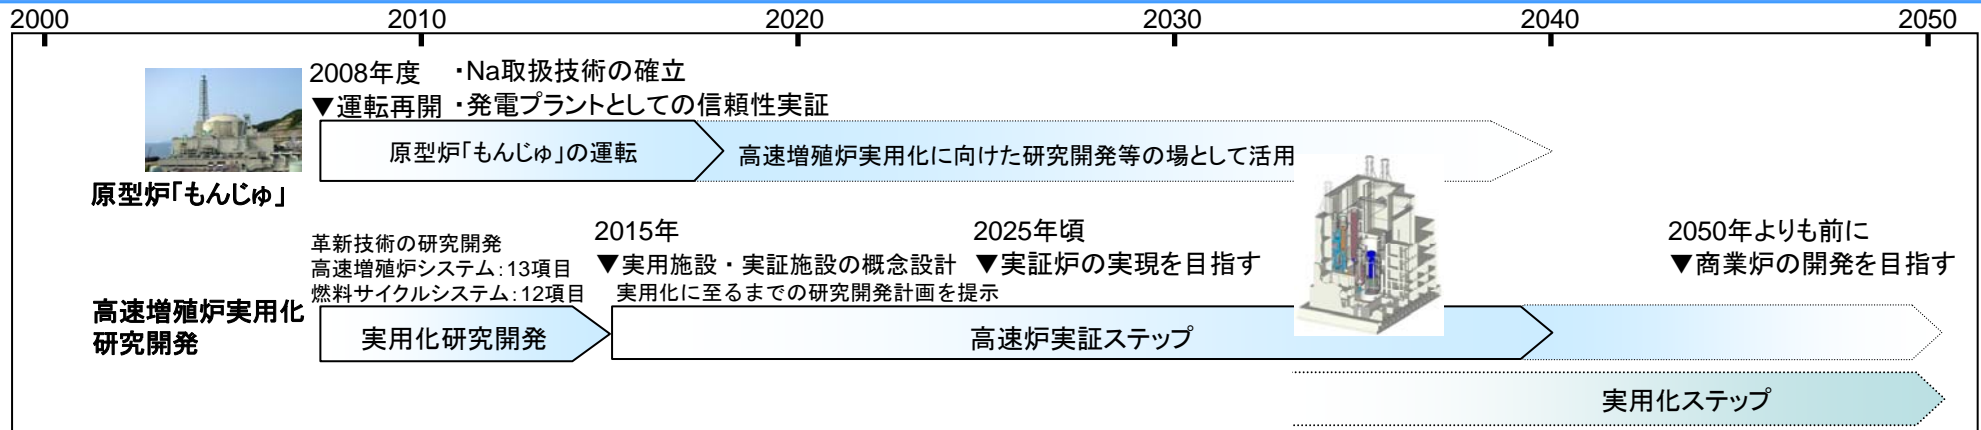 2000 2010 2020 2030 2040 2050
2008年度 ・Na取扱技術の確立
▼運転再開 ・発電プラントとしての信頼性実証
原型炉「もんじゅ」の運転
高速増殖炉実用化に向けた研究開発等の場として活用
原型炉「もんじゅ」
革新技術の研究開発
高速増殖炉システム:13項目
燃料サイクルシステム:12項目
2015年
▼実用施設・実証施設の概念設計
実用化に至るまでの研究開発計画を提示
2025年頃
▼実証炉の実現を目指す
2050年よりも前に
▼商業炉の開発を目指す
高速増殖炉実用化
研究開発
実用化研究開発
高速炉実証ステップ
実用化ステップ